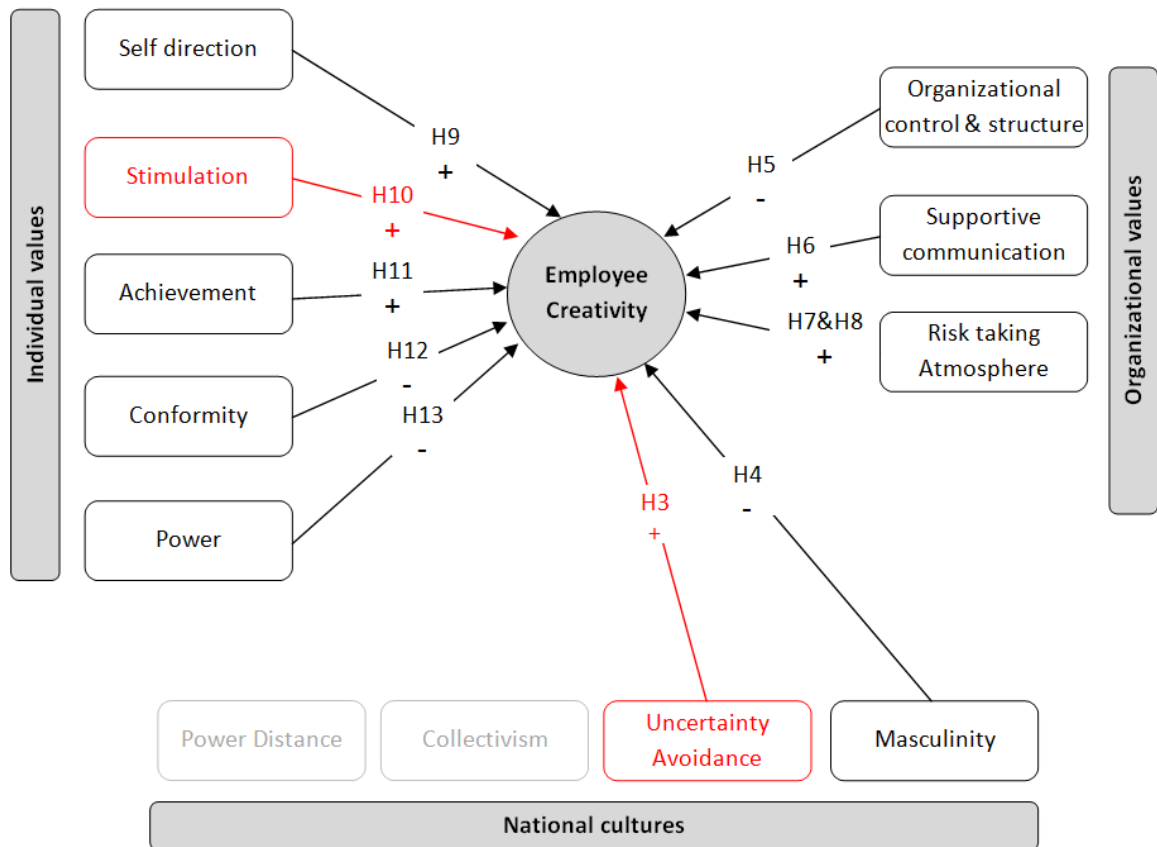 Individual values
Self direction
Stimulation
Achievement
Conformity
Power
H9
+
H10
+
H11
+
H12
-
H13
-
Employee
Creativity
H5
-
H6
+
H7&H8
+
H3
+
H4
-
Organizational
control & structure
Supportive
communication
Risk taking
Atmosphere
Organizational values
Power Distance
Collectivism
Uncertainty
Avoidance
Masculinity
National cultures